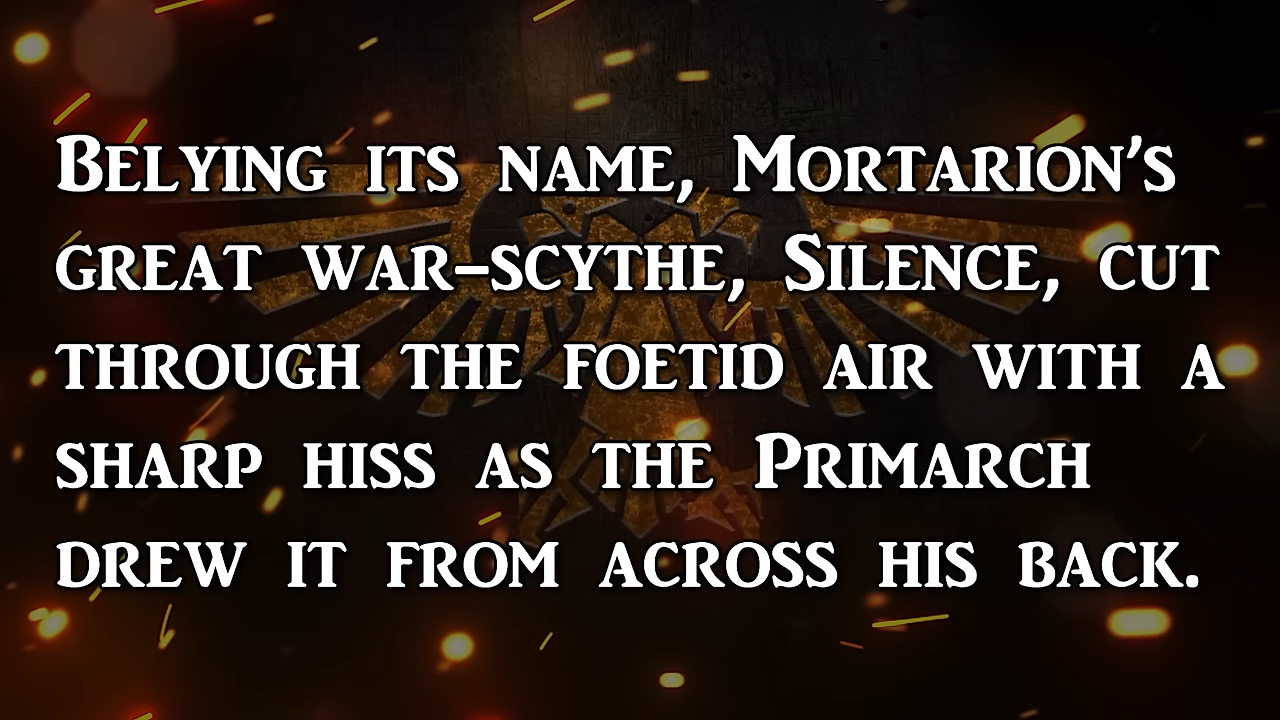 Belying its name, Mortarion's
great war-scythe, Silence, cut
through the foetid air with a
sharp hiss as the Primarch
drew it from across his back.